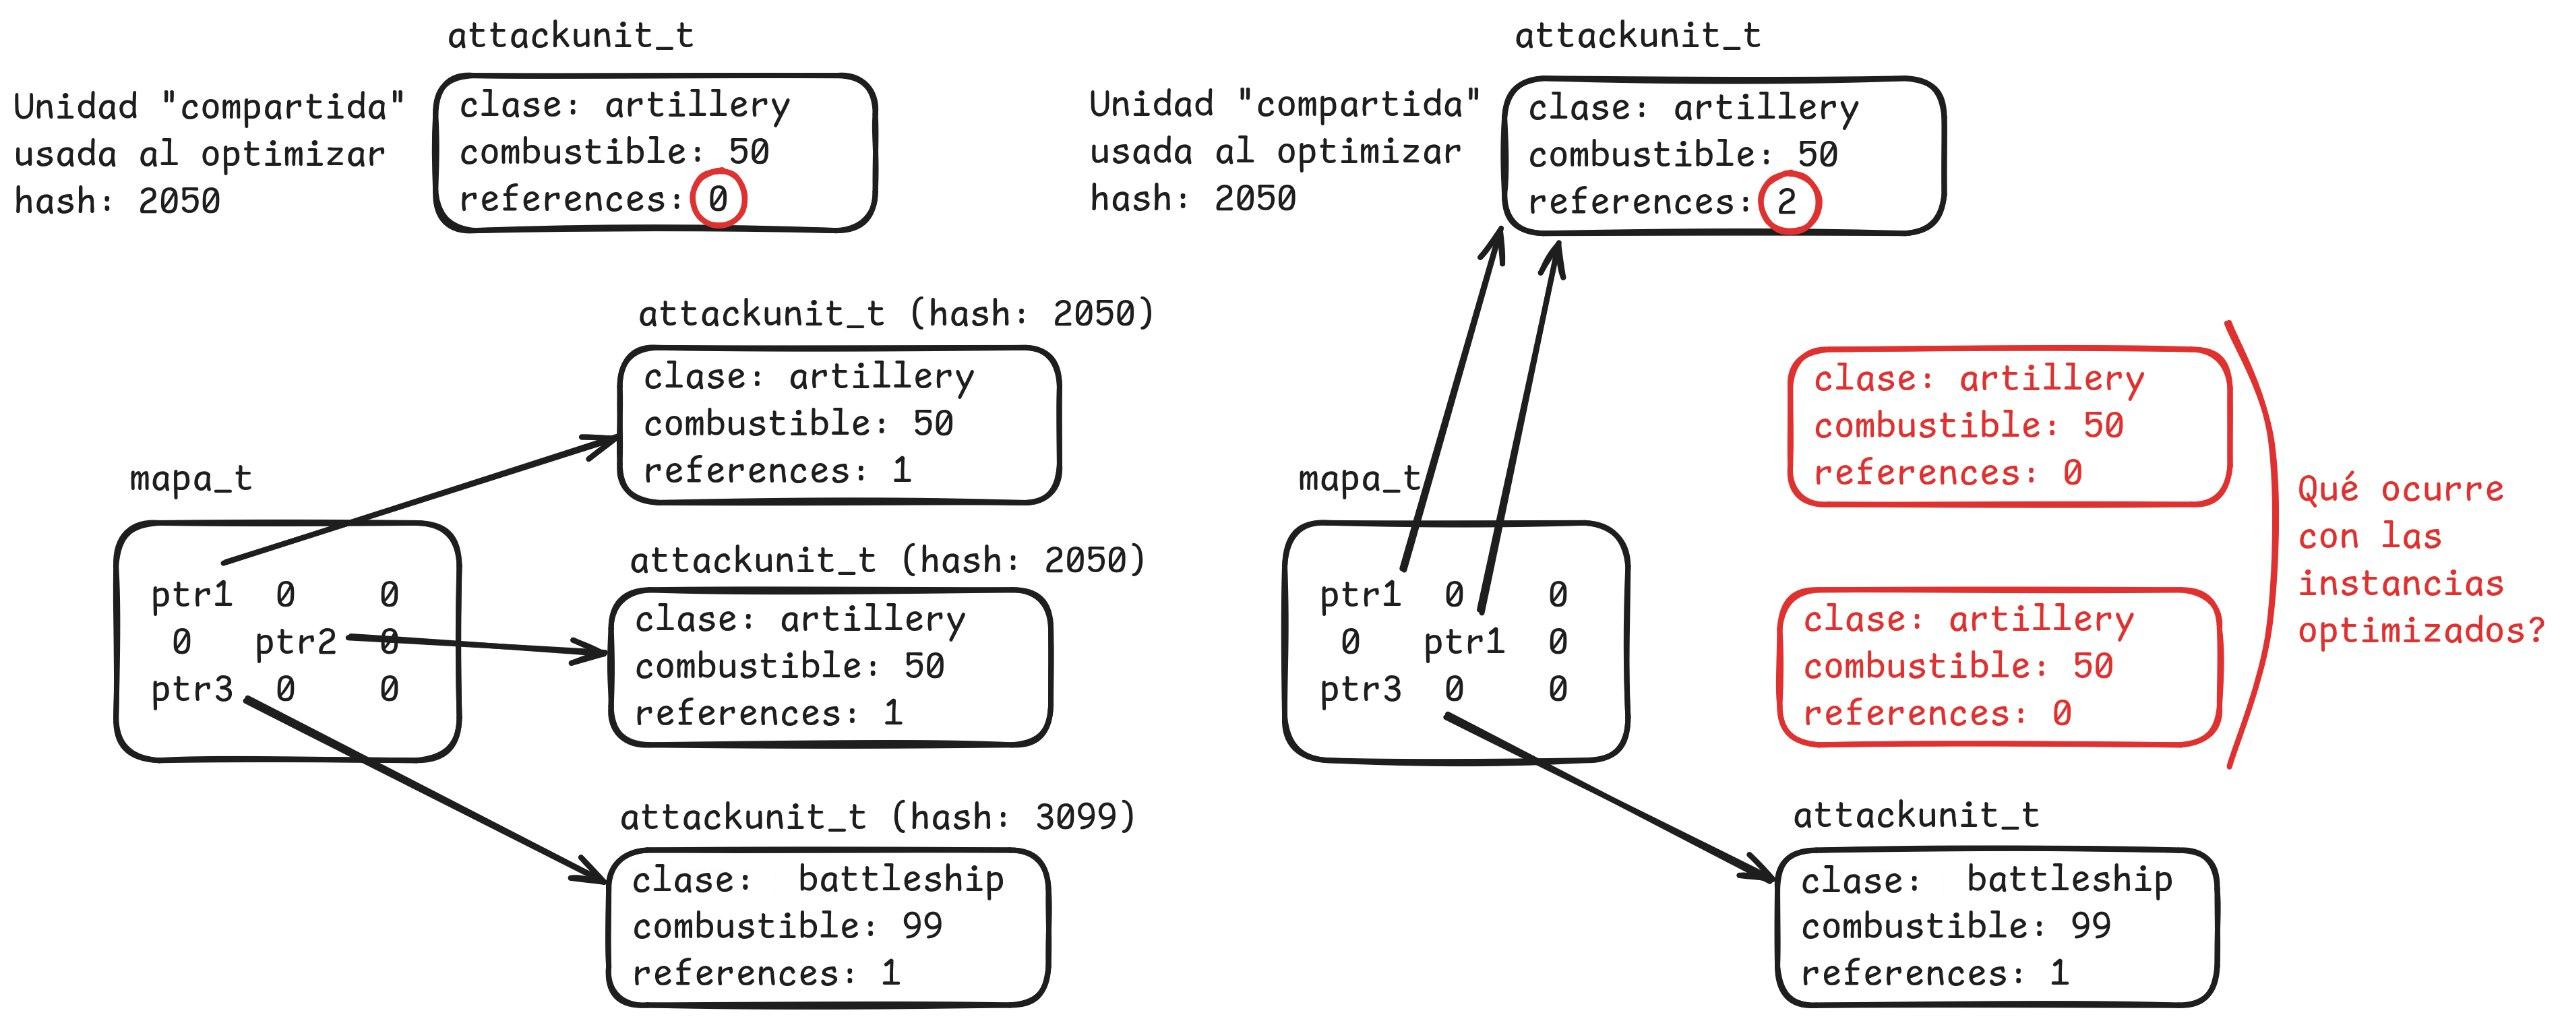 attackunit_t
Unidad "compartida"
usada al optimizar
hash: 2050
clase: artillery
combustible: 50
references: 0
attackunit_t (hash: 2050)
clase: artillery
combustible: 50
references: 1
mapa_t
ptr1 0 0
0 ptr2 0
ptr3 0 0
attackunit_t (hash: 2050)
clase: artillery
combustible: 50
references: 1
attackunit_t (hash: 3099)
clase: battleship
combustible: 99
references: 1
attackunit_t
Unidad "compartida"
usada al optimizar
hash: 2050
clase: artillery
combustible: 50
references: 2
mapa_t
ptr1 0 0
0 ptr1 0
ptr3 0 0
clase: artillery
combustible: 50
references: 0
clase: artillery
combustible: 50
references: 0
Qué ocurre
con las
instancias
optimizados?
attackunit_t
clase: battleship
combustible: 99
references: 1